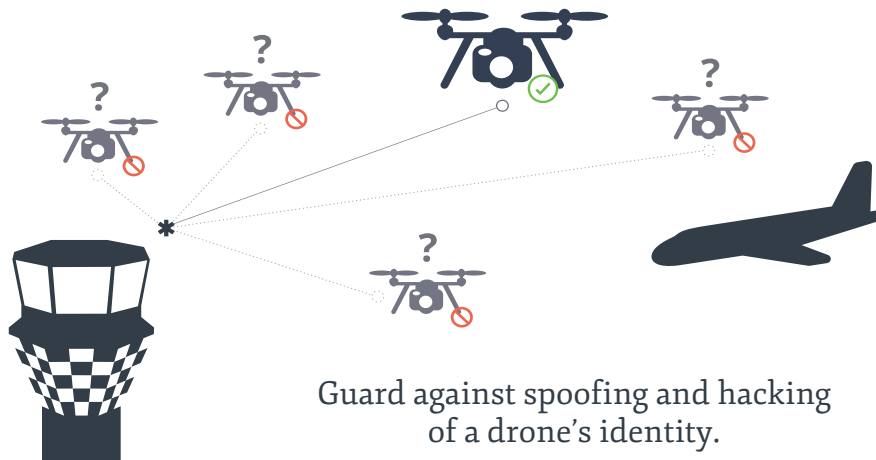 ?
?
?
?
Guard against spoofing and hacking
of a drone’s identity.